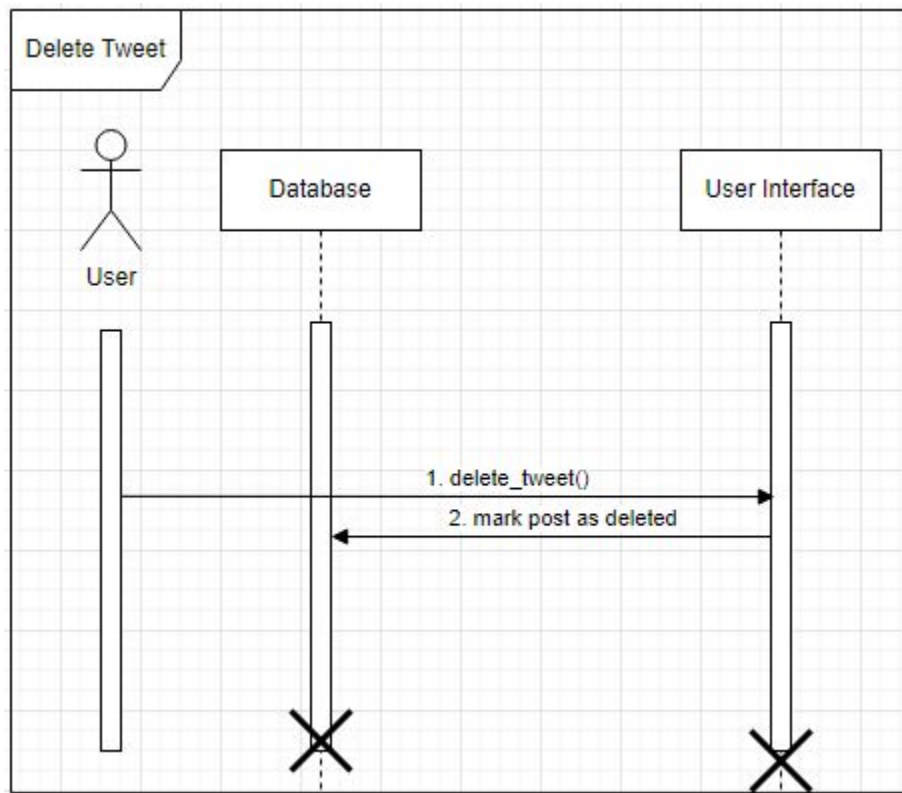 Delete Tweet
Database
User Interface
User
1. delete_tweet()
2. mark post as deleted